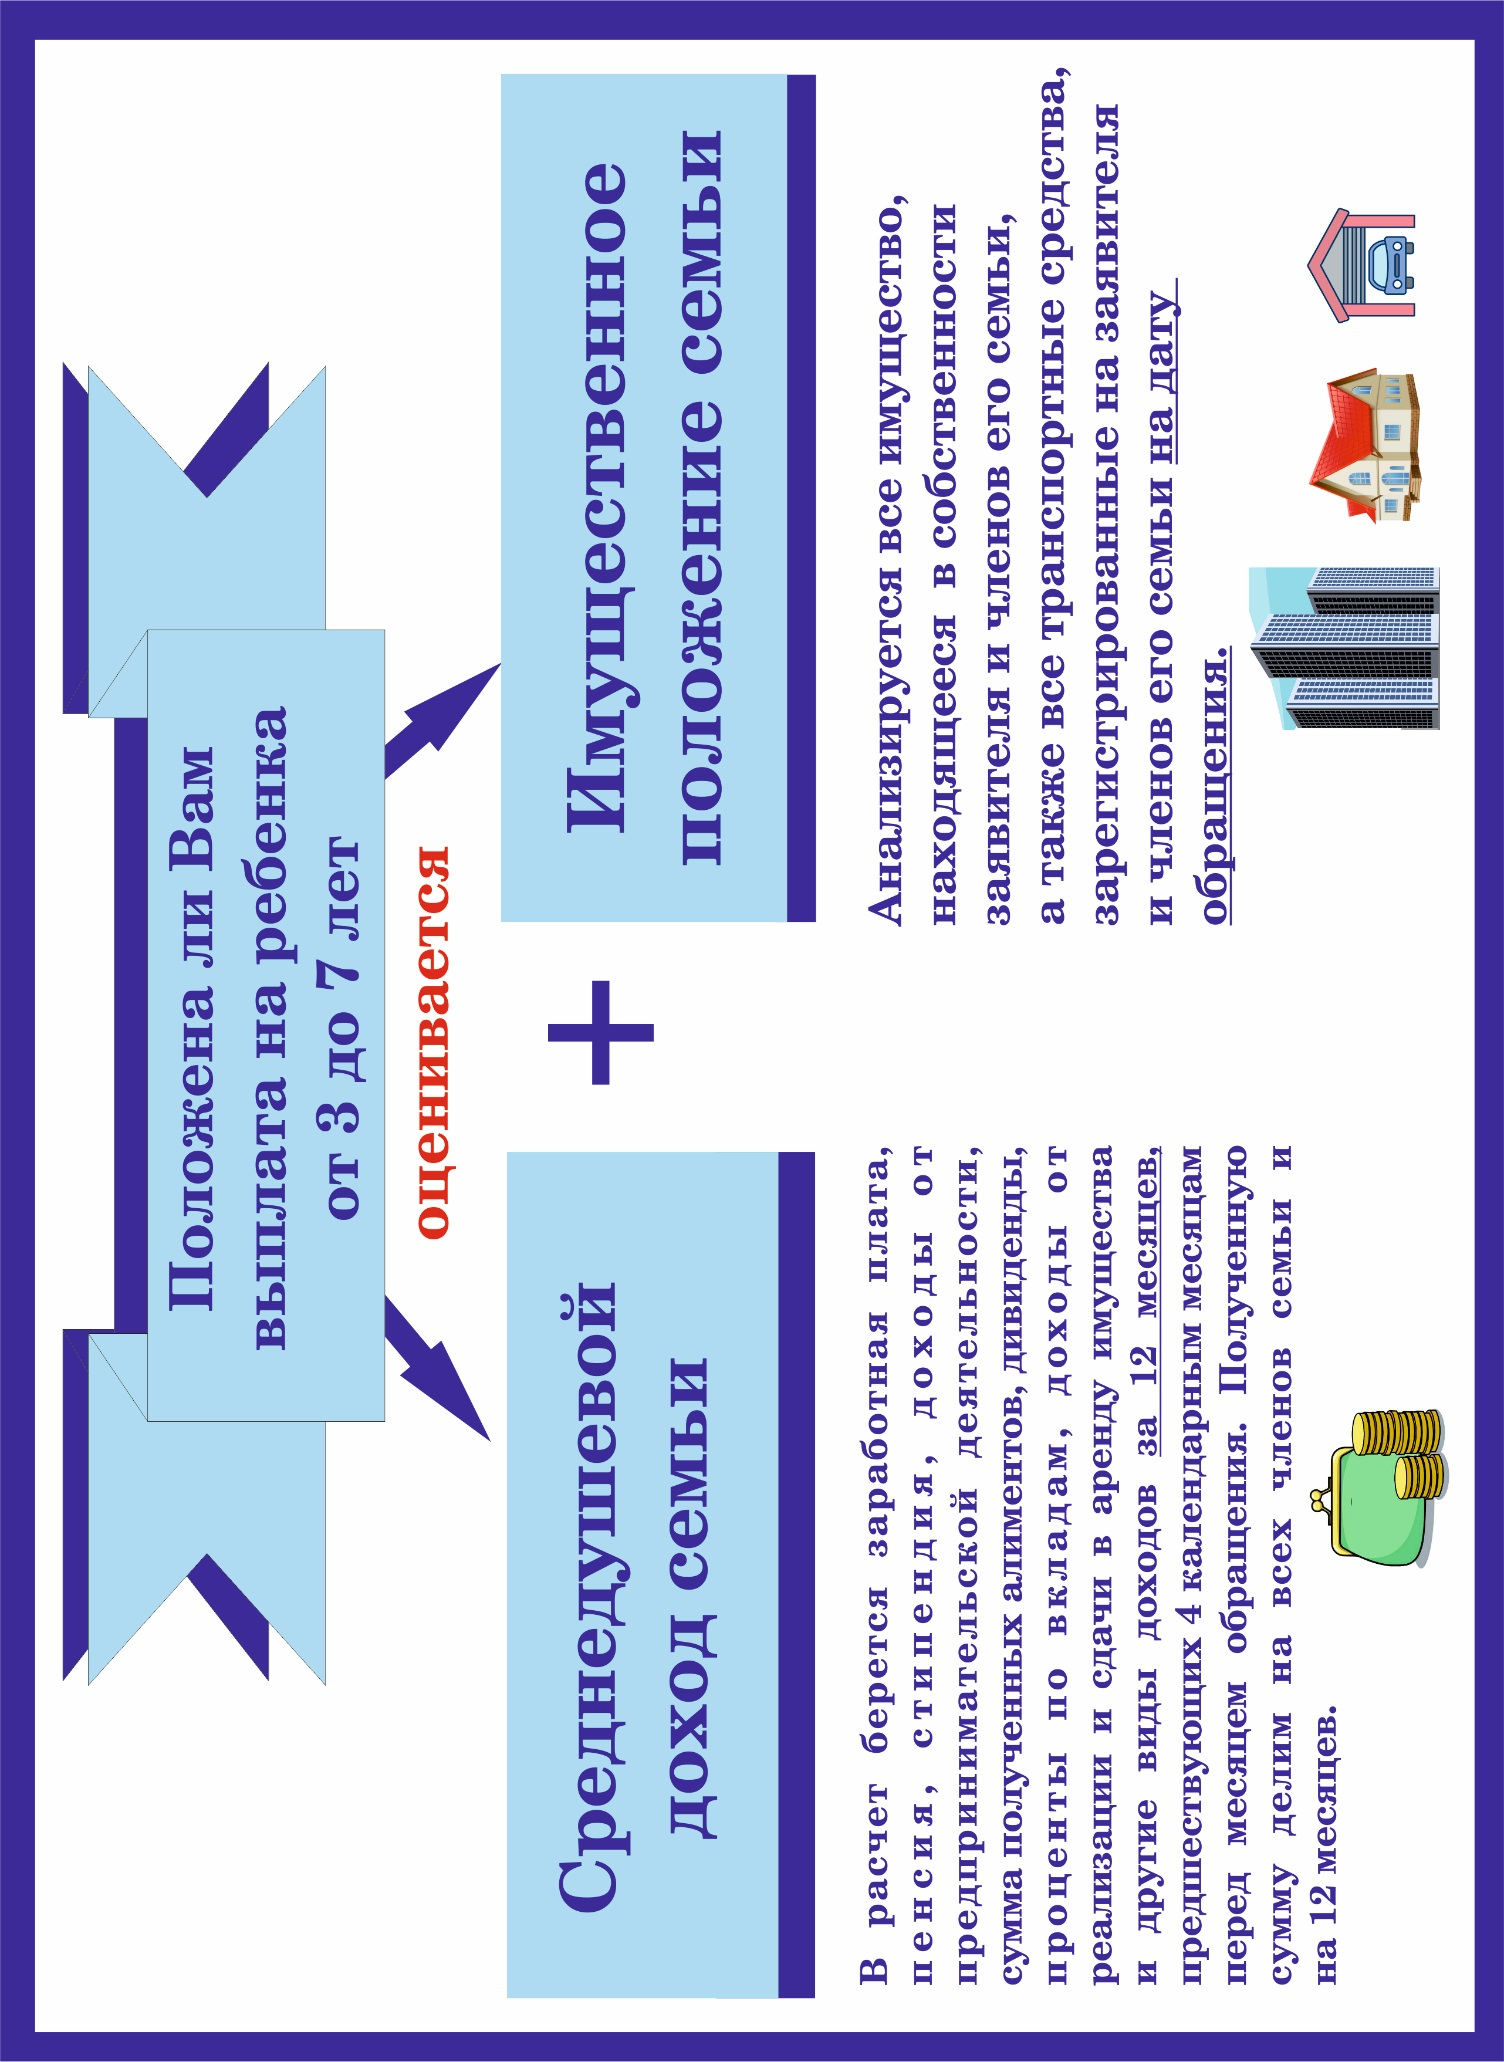 Положена ли Вам
выплата на ребенка
от 3 до 7 лет
оценивается
Среднедушевой
доход семьи
+
Имущественное
положение семьи
В расчет берется заработная плата,
пенсия, стипендия, доходы от
предпринимательской деятельности,
сумма полученных алиментов, дивиденды,
проценты по вкладам, доходы от
реализации и сдачи в аренду имущества
и другие виды доходов за 12 месяцев,
предшествующих 4 календарным месяцам
перед месяцем обращения. Полученную
сумму делим на всех членов семьи и
на 12 месяцев.
Анализируется все имущество,
находящееся в собственности
заявителя и членов его семьи,
а также все транспортные средства,
зарегистрированные на заявителя
и членов его семьи на дату
обращения.